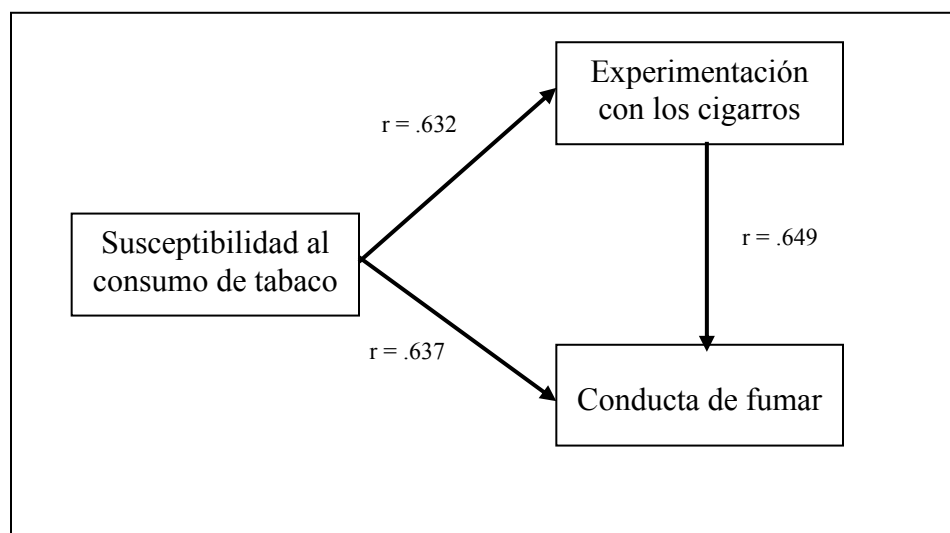 Experimentación
con los cigarros
r = .632
Susceptibilidad al
consumo de tabaco
r = .649
r = .637
Conducta de fumar